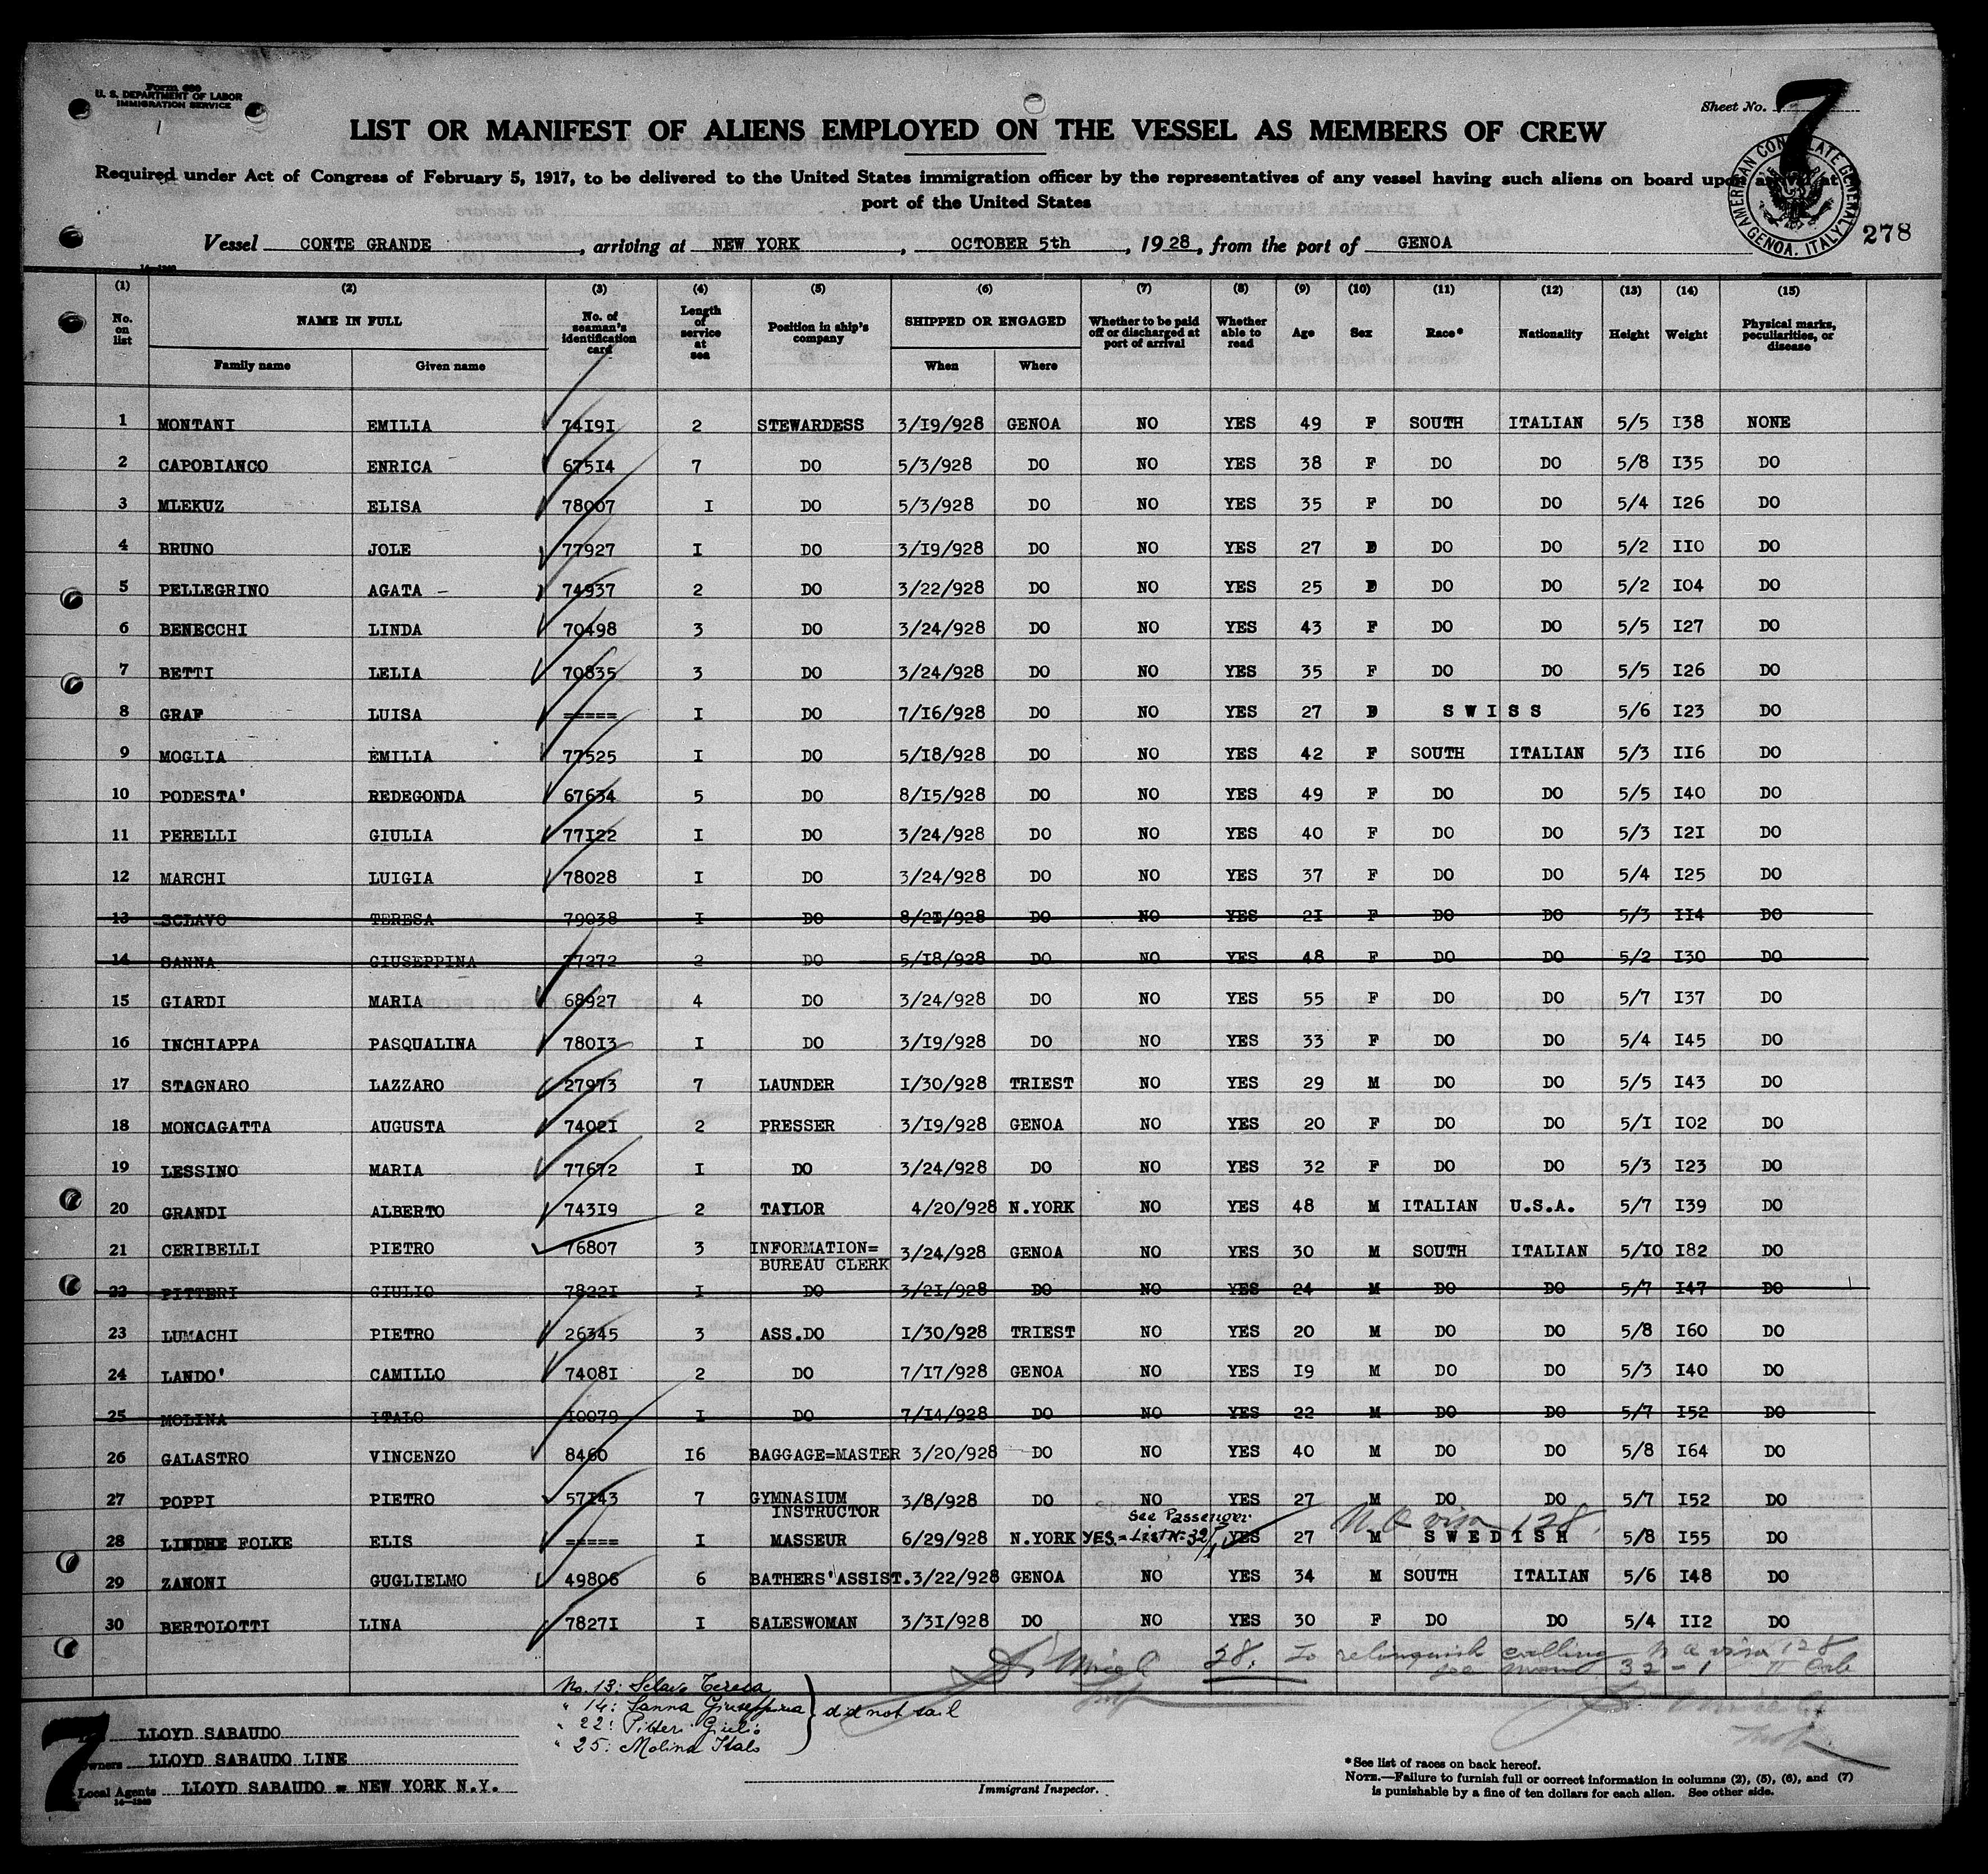 Form 680
U. S. DEPARTMENT OF LABOR
IMMIGRATION SERVICE
Sheet No. 7
LIST OR MANIFEST OF ALIENS EMPLOYED ON THE VESSEL AS MEMBERS OF CREW
Required under Act of Congress of February 5, 1917, to be delivered to the United States immigration officer by the representatives of any vessel having such aliens on board upon arrival at
port of the United States
AMERICAN CONSULATE GENERAL GENOA, ITALY
278
Vessel CONTE GRANDE, arriving at NEW YORK, OCTOBER 5th, 1928, from the port of GENOA
14—1240
(1) (2) (3) (4) (5) (6) (7) (8) (9) (10) (11) (12) (13) (14) (15)
No. on list NAME IN FULL No. of seaman's identification card Length of service at sea Position in ship's company SHIPPED OR ENGAGED Whether to be paid off or discharged at port of arrival Whether able to read Age Sex Race* Nationality Height Weight Physical marks, peculiarities, or disease
Family name Given name When Where
1 MONTANI EMILIA 74191 2 STEWARDESS 3/19/928 GENOA NO YES 49 F SOUTH ITALIAN 5/5 138 NONE
2 CAPOBIANCO ENRICA 67514 7 DO 5/3/928 DO NO YES 38 F DO DO 5/8 135 DO
3 MLEKUZ ELISA 78007 I DO 5/3/928 DO NO YES 35 F DO DO 5/4 126 DO
4 BRUNO JOLE 77927 I DO 3/19/928 DO NO YES 27 D DO DO 5/2 110 DO
5 PELLEGRINO AGATA - 74937 2 DO 3/22/928 DO NO YES 25 D DO DO 5/2 104 DO
6 BENECCHI LINDA 70498 3 DO 3/24/928 DO NO YES 43 F DO DO 5/5 127 DO
7 BETTI LELIA 70835 3 DO 3/24/928 DO NO YES 35 F DO DO 5/5 126 DO
8 GRAF LUISA ===== I DO 7/16/928 DO NO YES 27 D S W I S S 5/6 123 DO
9 MOGLIA EMILIA 77525 I DO 5/18/928 DO NO YES 42 F SOUTH ITALIAN 5/3 116 DO
10 PODESTA' REDEGONDA 67634 5 DO 8/15/928 DO NO YES 49 F DO DO 5/5 140 DO
11 PERELLI GIULIA 77122 I DO 3/24/928 DO NO YES 40 F DO DO 5/3 121 DO
12 MARCHI LUIGIA 78028 I DO 3/24/928 DO NO YES 37 F DO DO 5/4 125 DO
13 SCLAVO TERESA 79038 I DO 8/21/928 DO NO YES 21 F DO DO 5/3 114 DO
14 SANNA GIUSEPPINA 77272 2 DO 5/18/928 DO NO YES 48 F DO DO 5/2 130 DO
15 GIARDI MARIA 68927 4 DO 3/24/928 DO NO YES 55 F DO DO 5/7 137 DO
16 INCHIAPPA PASQUALINA 78013 I DO 3/19/928 DO NO YES 33 F DO DO 5/4 145 DO
17 STAGNARO LAZZARO 27973 7 LAUNDER 1/30/928 TRIEST NO YES 29 M DO DO 5/5 143 DO
18 MONCAGATTA AUGUSTA 74021 2 PRESSER 3/19/928 GENOA NO YES 20 F DO DO 5/1 102 DO
19 LESSINO MARIA 77672 I DO 3/24/928 DO NO YES 32 F DO DO 5/3 123 DO
20 GRANDI ALBERTO 74319 2 TAYLOR 4/20/928 N.YORK NO YES 48 M ITALIAN U.S.A. 5/7 139 DO
21 CERIBELLI PIETRO 76807 3 INFORMATION= BUREAU CLERK 3/24/928 GENOA NO YES 30 M SOUTH ITALIAN 5/10 182 DO
22 PITTERI GIULIO 78221 I DO 3/21/928 DO NO YES 24 M DO DO 5/7 147 DO
23 LUMACHI PIETRO 26345 3 ASS.DO 1/30/928 TRIEST NO YES 20 M DO DO 5/8 160 DO
24 LANDO' CAMILLO 74081 2 DO 7/17/928 GENOA NO YES 19 M DO DO 5/3 140 DO
25 MOLINA ITALO 10079 I DO 7/14/928 DO NO YES 22 M DO DO 5/7 152 DO
26 GALASTRO VINCENZO 8460 16 BAGGAGE=MASTER 3/20/928 DO NO YES 40 M DO DO 5/8 164 DO
27 POPPI PIETRO 57143 7 GYMNASIUM INSTRUCTOR 3/8/928 DO NO YES 27 M DO DO 5/7 152 DO
See Passenger
28 LINDHE FOLKE ELIS ===== I MASSEUR 6/29/928 N.YORK YES = List No 32/1 YES 27 M S W E D I S H 5/8 155 DO
29 ZANONI GUGLIELMO 49806 6 BATHERS'ASSIST. 3/22/928 GENOA NO YES 34 M SOUTH ITALIAN 5/6 148 DO
30 BERTOLOTTI LINA 78271 I SALESWOMAN 3/31/928 DO NO YES 30 F DO DO 5/4 112 DO
28. To relinquish calling
32-1
No. 13: Sclavo Teresa
" 14: Sanna Giuseppina
" 22: Pitteri Giulio
" 25: Molina Italo
did not sail
7
LLOYD SABAUDO
Owners LLOYD SABAUDO LINE
Local Agents LLOYD SABAUDO = NEW YORK N.Y.
14—1240
Immigrant Inspector.
*See list of races on back hereof.
NOTE.—Failure to furnish full or correct information in columns (2), (5), (6), and (7)
is punishable by a fine of ten dollars for each alien. See other side.